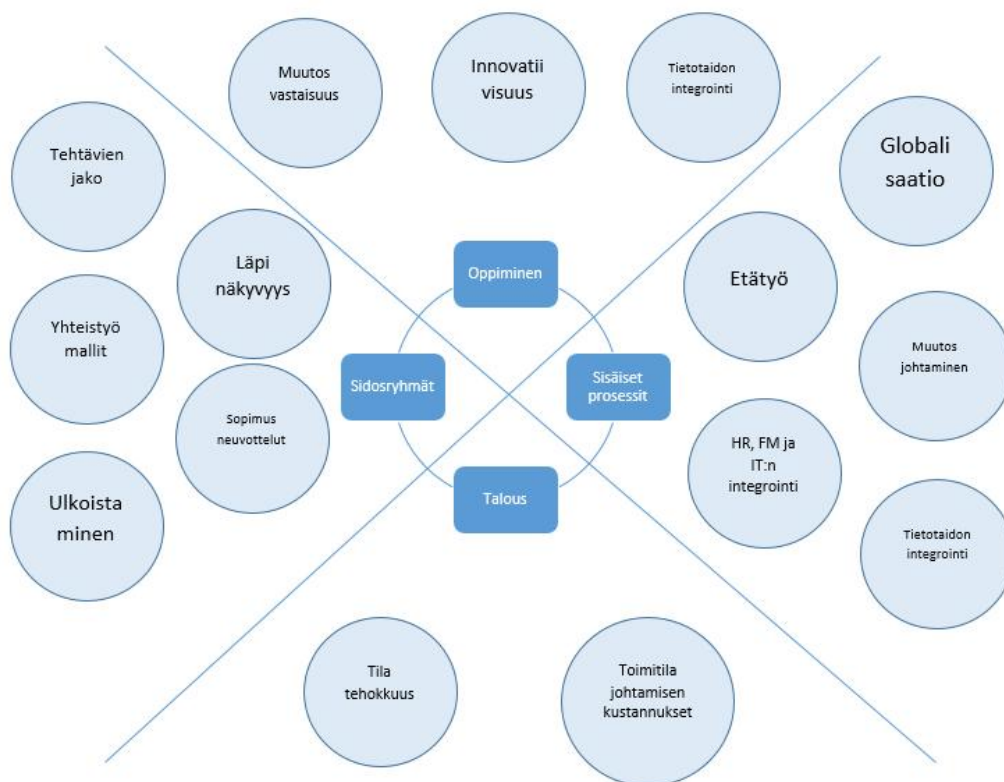 Muutos
vastaisuus
Innovatii
visuus
Tietotaidon
integrointi
Globali
saatio
Tehtävien
jako
Läpi
näkyvyys
Yhteistyö
mallit
Sopimus
neuvottelut
Ulkoista
minen
Oppiminen
Sidosryhmät
Sisäiset
prosessit
Talous
Etätyö
Muutos
johtaminen
HR, FM ja
IT:n
integrointi
Tietotaidon
integrointi
Tila
tehokkuus
Toimitila
johtamisen
kustannukset